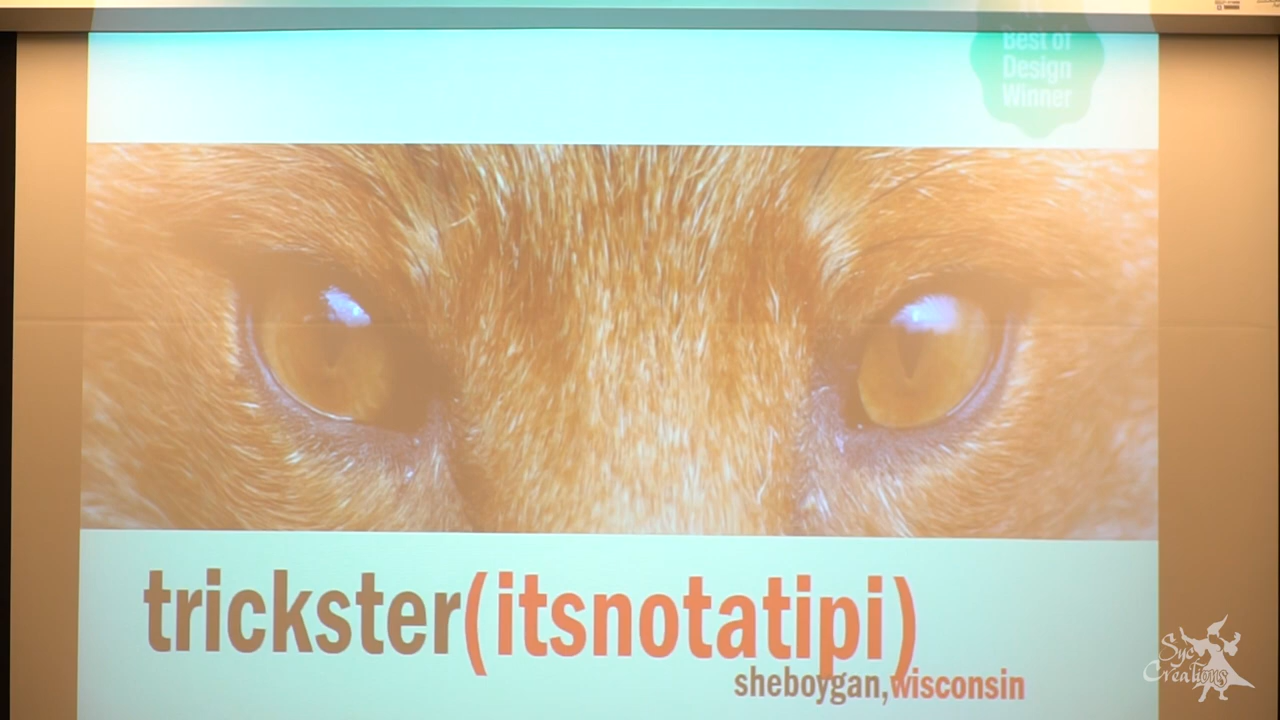 Best of
Design
Winner
trickster(itsnotatipi)
sheboygan,wisconsin
Syc
Creations